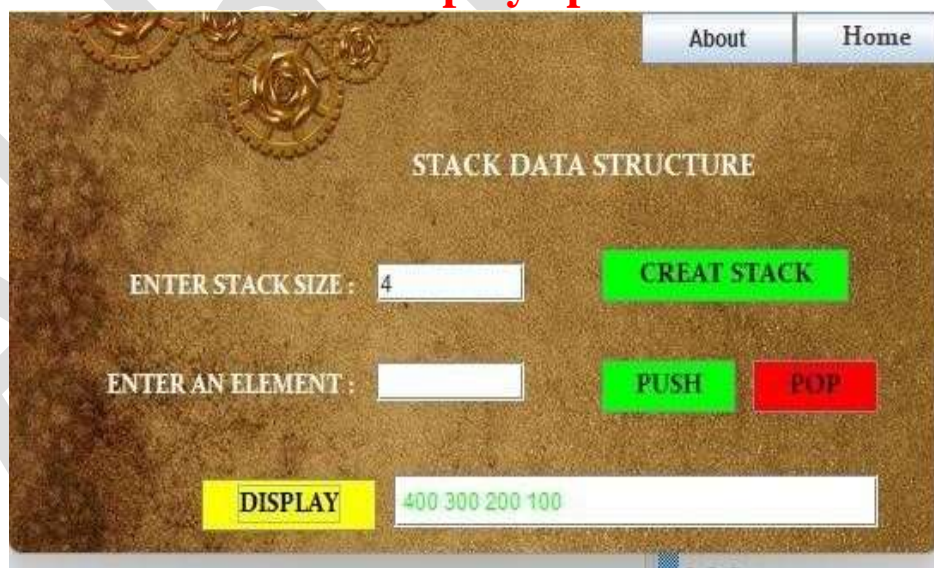 About Home
STACK DATA STRUCTURE
ENTER STACK SIZE : 4 CREAT STACK
ENTER AN ELEMENT : PUSH POP
DISPLAY 400 300 200 100